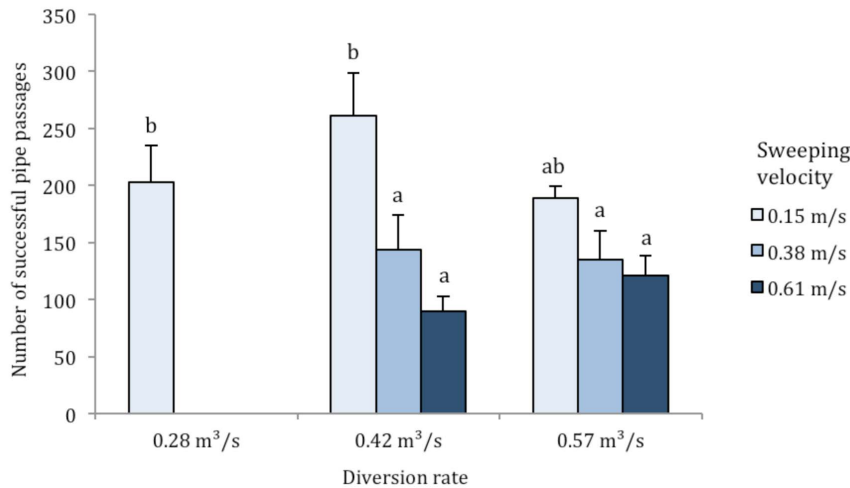 Number of successful pipe passages
350
300
250
200
150
100
50
0
b
b
a
a
ab
a
a
0.28 m³/s
0.42 m³/s
0.57 m³/s
Diversion rate
Sweeping
velocity
0.15 m/s
0.38 m/s
0.61 m/s